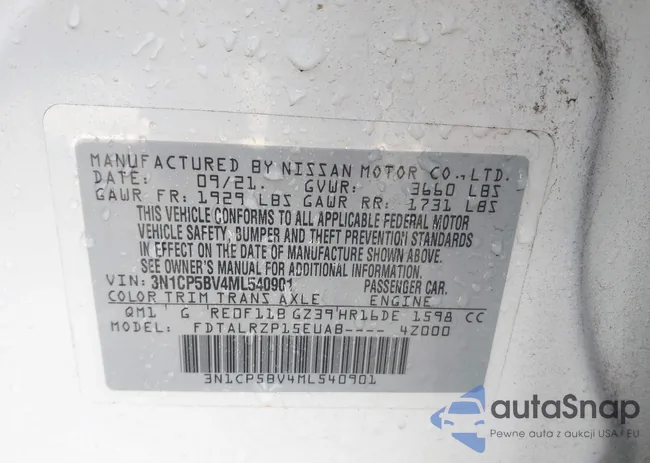 MANUFACTURED BY NISSAN MOTOR CO., LTD.
DATE: 09/21. GVWR: 3660 LBS
GAWR FR: 1929 LBS GAWR RR: 1731 LBS
THIS VEHICLE CONFORMS TO ALL APPLICABLE FEDERAL MOTOR
VEHICLE SAFETY, BUMPER AND THEFT PREVENTION STANDARDS
IN EFFECT ON THE DATE OF MANUFACTURE SHOWN ABOVE.
SEE OWNER'S MANUAL FOR ADDITIONAL INFORMATION.
VIN: 3N1CP5BV4ML540901 PASSENGER CAR.
COLOR TRIM TRANS AXLE ENGINE
QM1 G RE0F11B GZ39 HR16DE 1598 CC
MODEL: FDTALRZP15EUAB---- 4Z000
3N1CP5BV4ML540901
autoSnap
Pewne auta z aukcji USA i EU